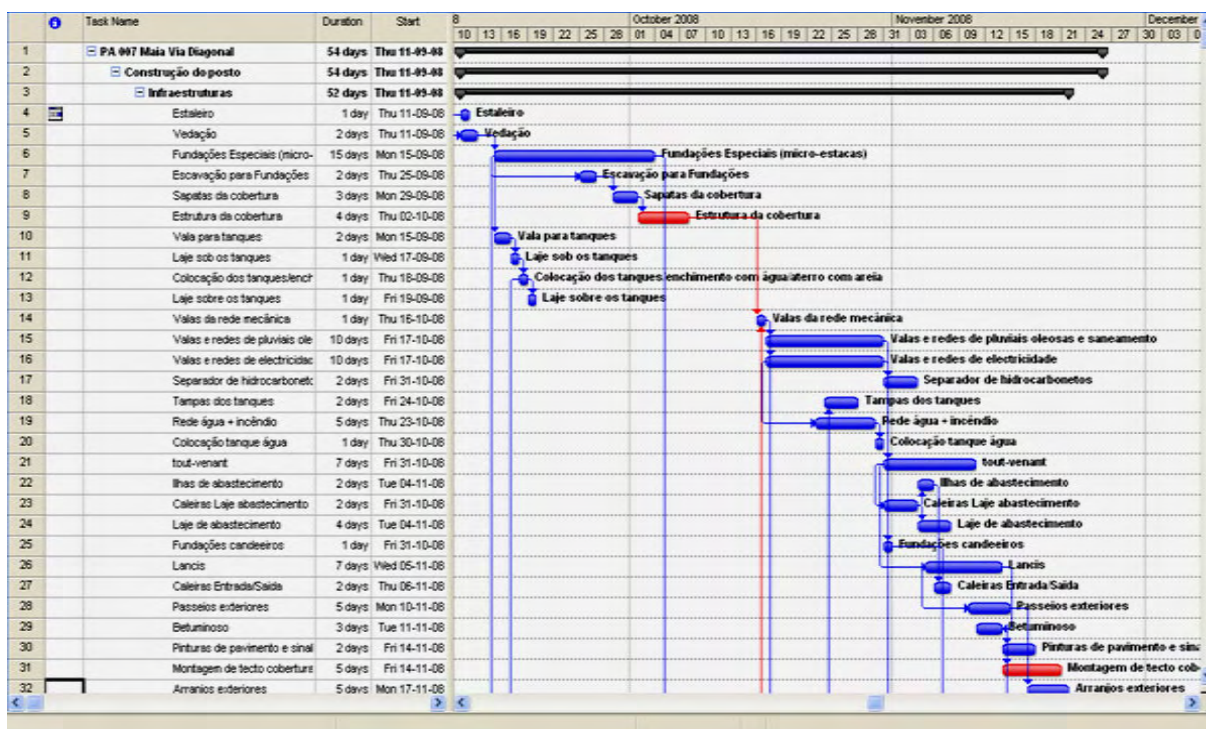 Task Name Duration Start 8 October 2008 November 2008 December
10 13 16 19 22 25 28 01 04 07 10 13 16 19 22 25 28 31 03 06 09 12 15 18 21 24 27 30 03 0
1 PA 007 Maia Via Diagonal 54 days Thu 11-09-08
2 Construção do posto 54 days Thu 11-09-08
3 Infraestruturas 52 days Thu 11-09-08
4 Estaleiro 1 day Thu 11-09-08 Estaleiro
5 Vedação 2 days Thu 11-09-08 Vedação
6 Fundações Especiais (micro- 15 days Mon 15-09-08 Fundações Especiais (micro-estacas)
7 Escavação para Fundações 2 days Thu 25-09-08 Escavação para Fundações
8 Sapatas da cobertura 3 days Mon 29-09-08 Sapatas da cobertura
9 Estrutura da cobertura 4 days Thu 02-10-08 Estrutura da cobertura
10 Vala para tanques 2 days Mon 15-09-08 Vala para tanques
11 Laje sob os tanques 1 day Wed 17-09-08 Laje sob os tanques
12 Colocação dos tanques/ench 1 day Thu 18-09-08 Colocação dos tanques/enchimento com água/aterro com areia
13 Laje sobre os tanques 1 day Fri 19-09-08 Laje sobre os tanques
14 Valas da rede mecânica 1 day Thu 16-10-08 Valas da rede mecânica
15 Valas e redes de pluviais ole 10 days Fri 17-10-08 Valas e redes de pluviais oleosas e saneamento
16 Valas e redes de electricidac 10 days Fri 17-10-08 Valas e redes de electricidade
17 Separador de hidrocarbonetc 2 days Fri 31-10-08 Separador de hidrocarbonetos
18 Tampas dos tanques 2 days Fri 24-10-08 Tampas dos tanques
19 Rede água + incêndio 5 days Thu 23-10-08 Rede água + incêndio
20 Colocação tanque água 1 day Thu 30-10-08 Colocação tanque água
21 tout-venant 7 days Fri 31-10-08 tout-venant
22 Ilhas de abastecimento 2 days Tue 04-11-08 Ilhas de abastecimento
23 Caleiras Laje abastecimento 2 days Fri 31-10-08 Caleiras Laje abastecimento
24 Laje de abastecimento 4 days Tue 04-11-08 Laje de abastecimento
25 Fundações candeeiros 1 day Fri 31-10-08 Fundações candeeiros
26 Lancis 7 days Wed 05-11-08 Lancis
27 Caleiras Entrada/Saída 2 days Thu 06-11-08 Caleiras Entrada/Saída
28 Passeios exteriores 5 days Mon 10-11-08 Passeios exteriores
29 Betuminoso 3 days Tue 11-11-08 Betuminoso
30 Pinturas de pavimento e sinal 2 days Fri 14-11-08 Pinturas de pavimento e sina
31 Montagem de tecto cobertura 5 days Fri 14-11-08 Montagem de tecto cob
32 Arranjos exteriores 5 days Mon 17-11-08 Arranjos exteriores